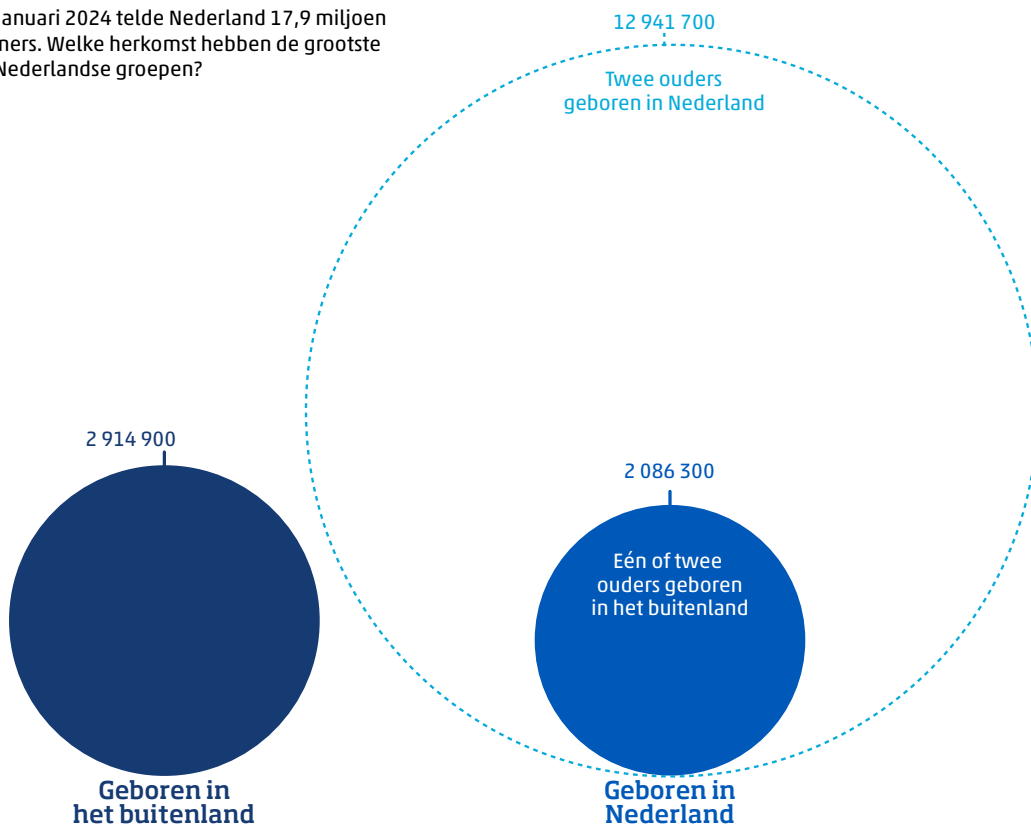 anuari 2024 telde Nederland 17,9 miljoen
ners. Welke herkomst hebben de grootste
Nederlandse groepen?
12 941 700
Twee ouders
geboren in Nederland
2 914 900
2 086 300
Eén of twee
ouders geboren
in het buitenland
Geboren in
het buitenland
Geboren in
Nederland